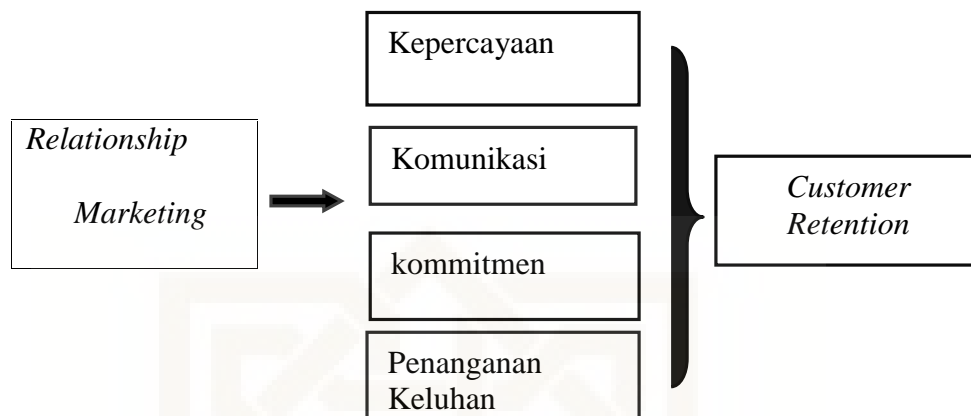 Relationship
Marketing
Kepercayaan
Komunikasi
kommitmen
Penanganan
Keluhan
Customer
Retention